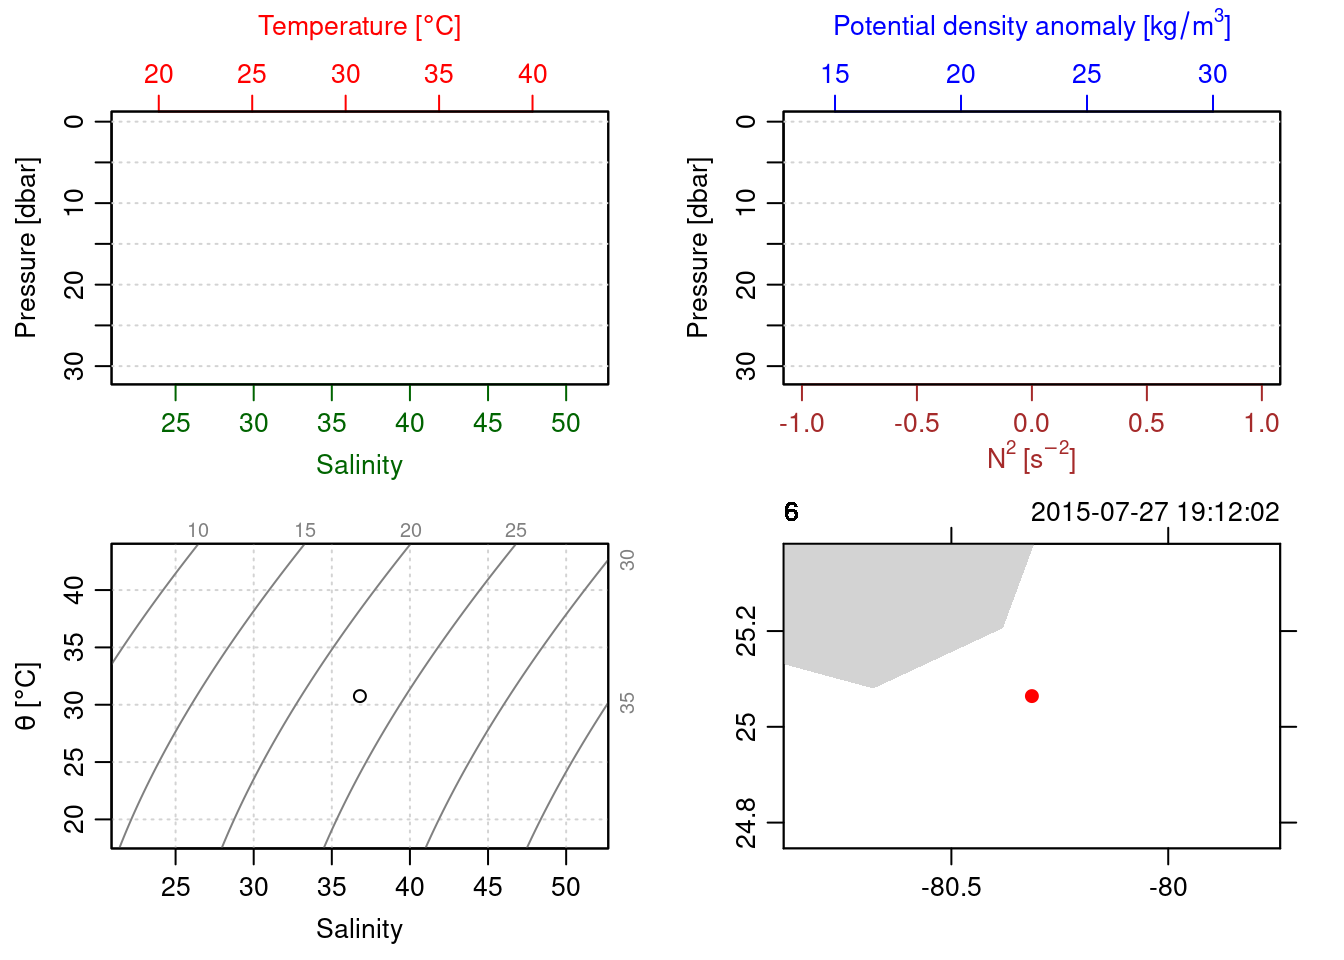 Temperature [°C]
20 25 30 35 40
Pressure [dbar]
0
10
20
30
25 30 35 40 45 50
Salinity
Potential density anomaly [kg/m³]
15 20 25 30
Pressure [dbar]
0
10
20
30
-1.0 -0.5 0.0 0.5 1.0
N² [s⁻²]
10 15 20 25
30
35
θ [°C]
40
35
30
25
20
25 30 35 40 45 50
Salinity
6 2015-07-27 19:12:02
25.2
25
24.8
-80.5 -80